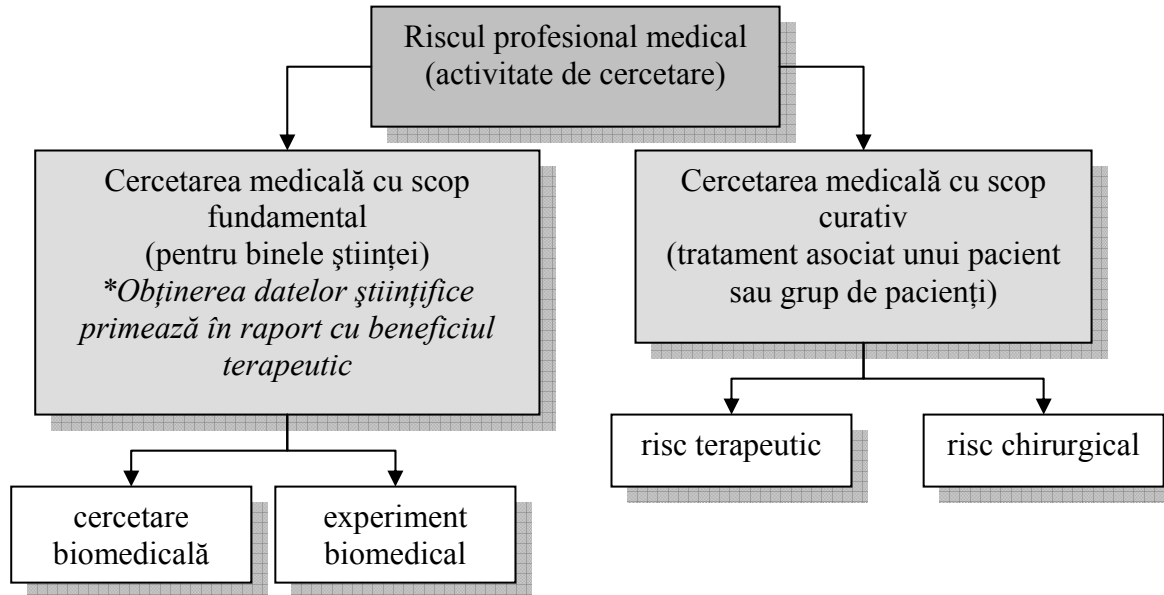 Riscul profesional medical
(activitate de cercetare)
Cercetarea medicală cu scop
fundamental
(pentru binele ştiinţei)
*Obţinerea datelor ştiinţifice
primează în raport cu beneficiul
terapeutic
Cercetarea medicală cu scop
curativ
(tratament asociat unui pacient
sau grup de pacienţi)
risc terapeutic
risc chirurgical
cercetare
biomedicală
experiment
biomedical